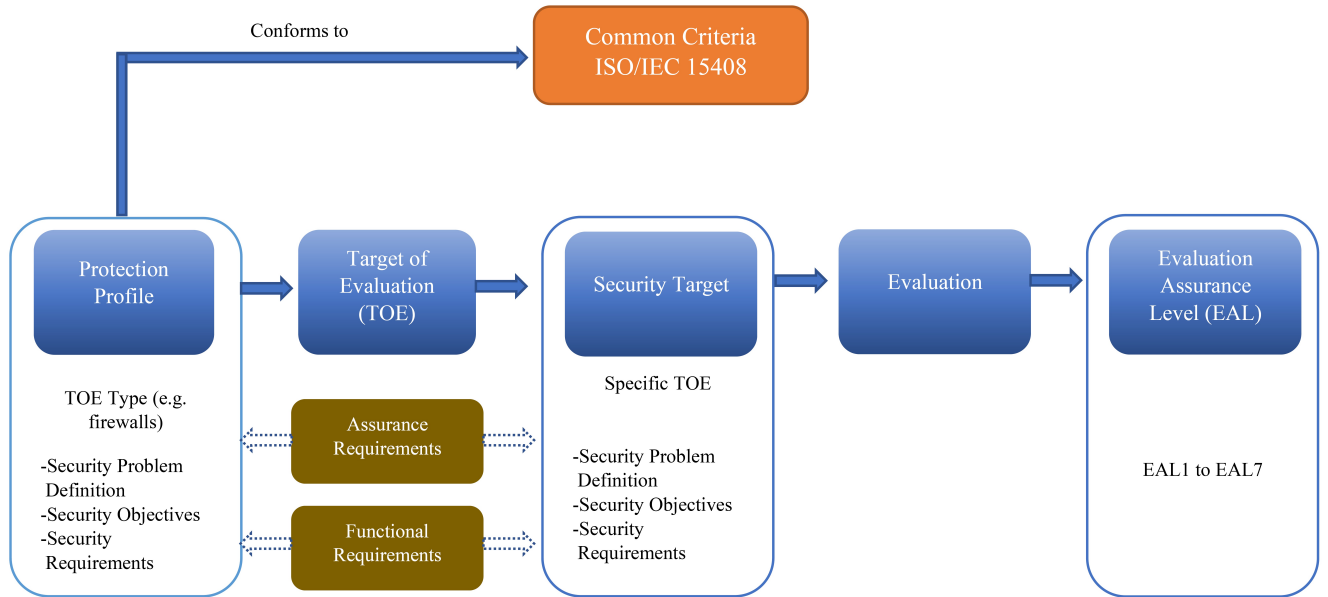 Conforms to
Common Criteria
ISO/IEC 15408
Protection
Profile
TOE Type (e.g.
firewalls)
-Security Problem
Definition
-Security Objectives
-Security
Requirements
Target of
Evaluation
(TOE)
Assurance
Requirements
Functional
Requirements
Security Target
Specific TOE
-Security Problem
Definition
-Security Objectives
-Security
Requirements
Evaluation
Evaluation
Assurance
Level (EAL)
EAL1 to EAL7